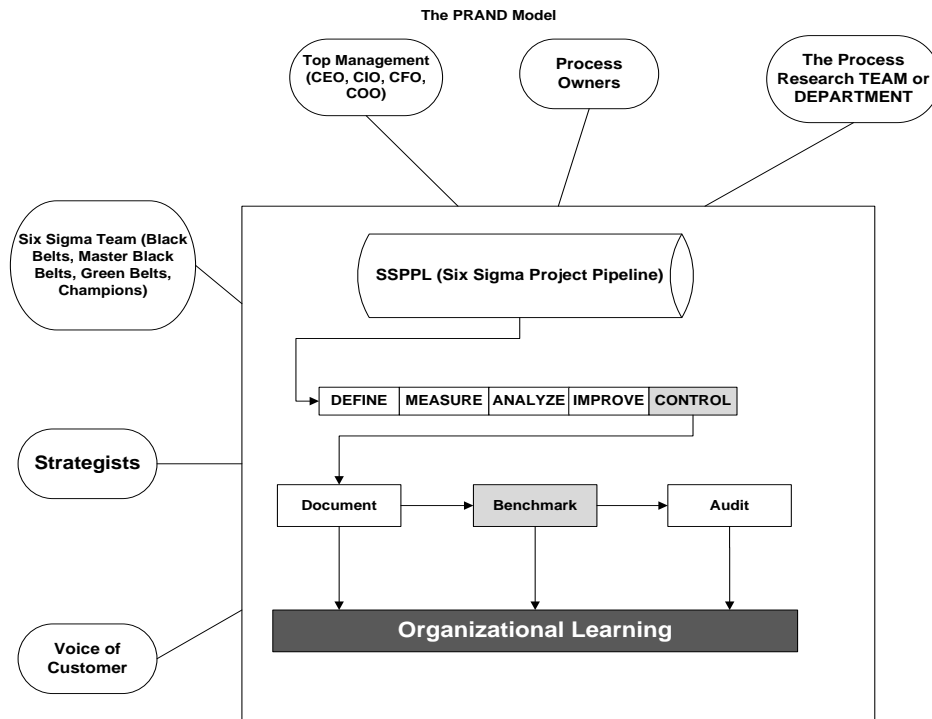 The PRAND Model
Top Management
(CEO, CIO, CFO,
COO)
Process
Owners
The Process
Research TEAM or
DEPARTMENT
Six Sigma Team (Black
Belts, Master Black
Belts, Green Belts,
Champions)
SSPPL (Six Sigma Project Pipeline)
DEFINE MEASURE ANALYZE IMPROVE CONTROL
Strategists
Document Benchmark Audit
Organizational Learning
Voice of
Customer